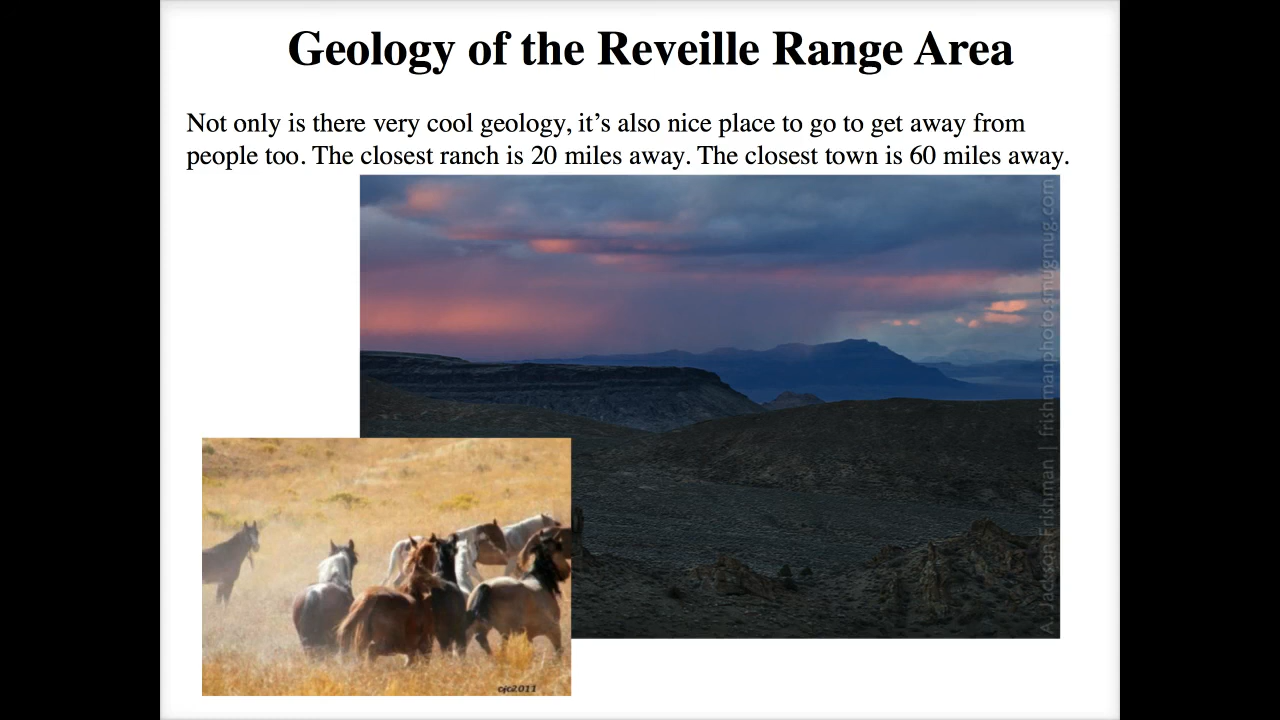 Geology of the Reveille Range Area
Not only is there very cool geology, it’s also nice place to go to get away from
people too. The closest ranch is 20 miles away. The closest town is 60 miles away.
A. Jackson Frishman | frishmanphoto.smugmug.com
cjc2011